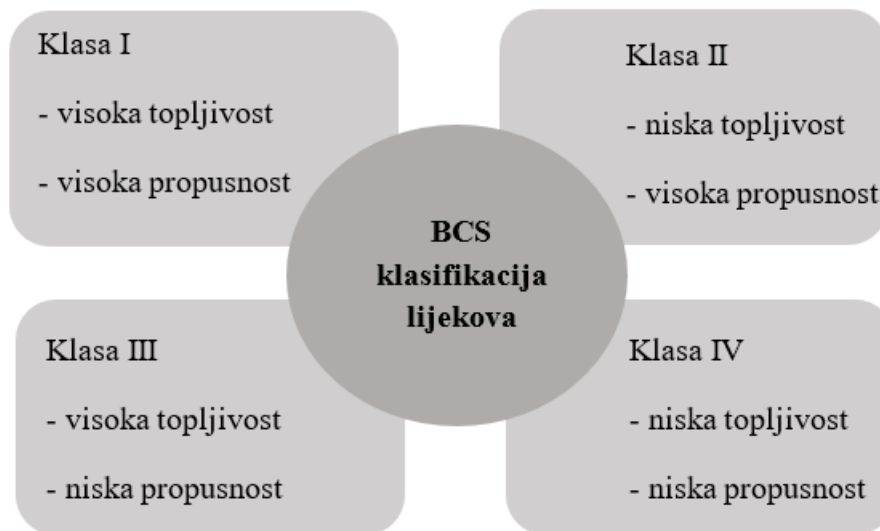 Klasa I
- visoka topljivost
- visoka propusnost
Klasa II
- niska topljivost
- visoka propusnost
BCS
klasifikacija
lijekova
Klasa III
- visoka topljivost
- niska propusnost
Klasa IV
- niska topljivost
- niska propusnost